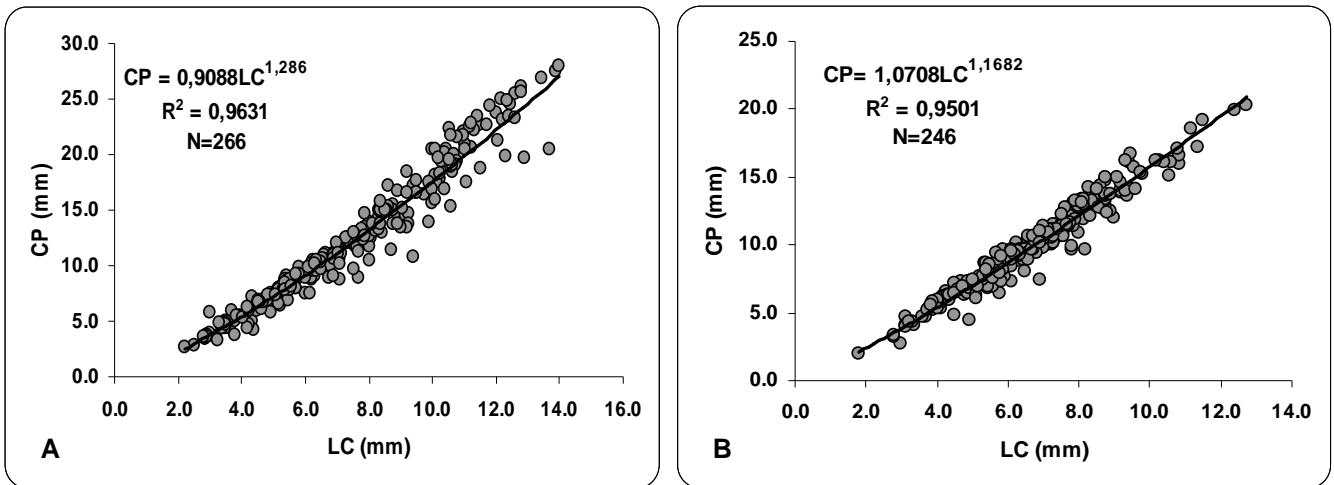 30.0
25.0
20.0
15.0
10.0
5.0
0.0
CP (mm)
CP = 0,9088LC^1,286
R² = 0,9631
N=266
0.0 2.0 4.0 6.0 8.0 10.0 12.0 14.0 16.0
LC (mm)
A
25.0
20.0
15.0
10.0
5.0
0.0
CP (mm)
CP= 1,0708LC^1,1682
R² = 0,9501
N=246
0.0 2.0 4.0 6.0 8.0 10.0 12.0 14.0
LC (mm)
B